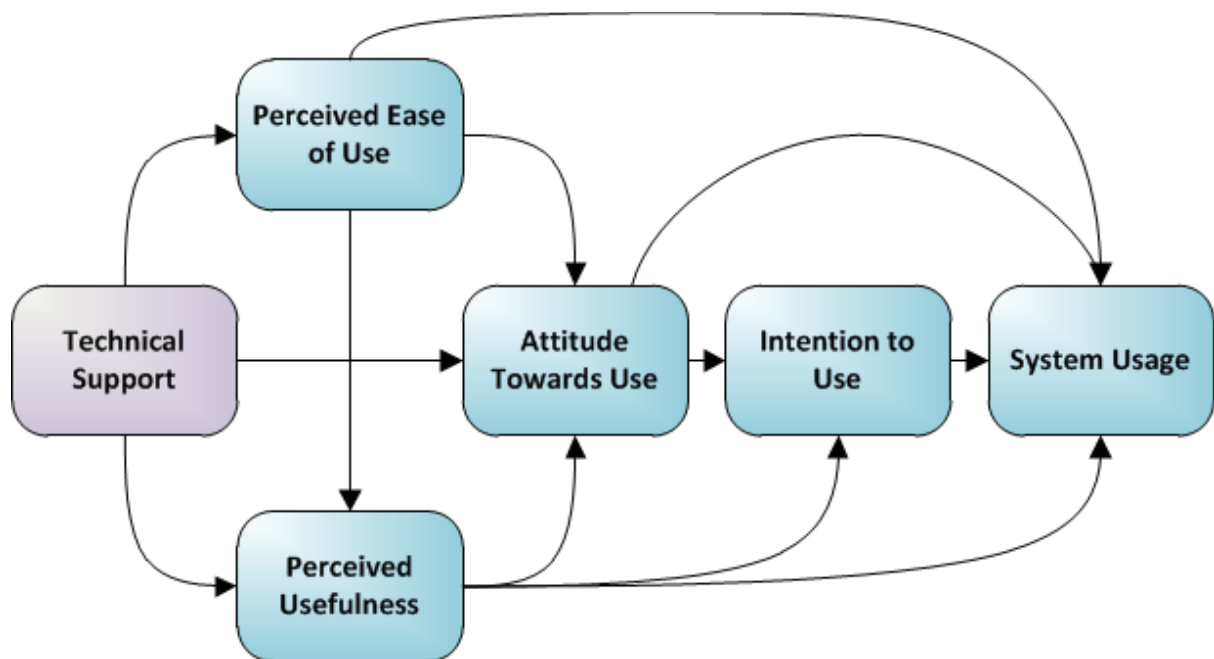 Perceived Ease
of Use
Technical
Support
Attitude
Towards Use
Intention to
Use
System Usage
Perceived
Usefulness